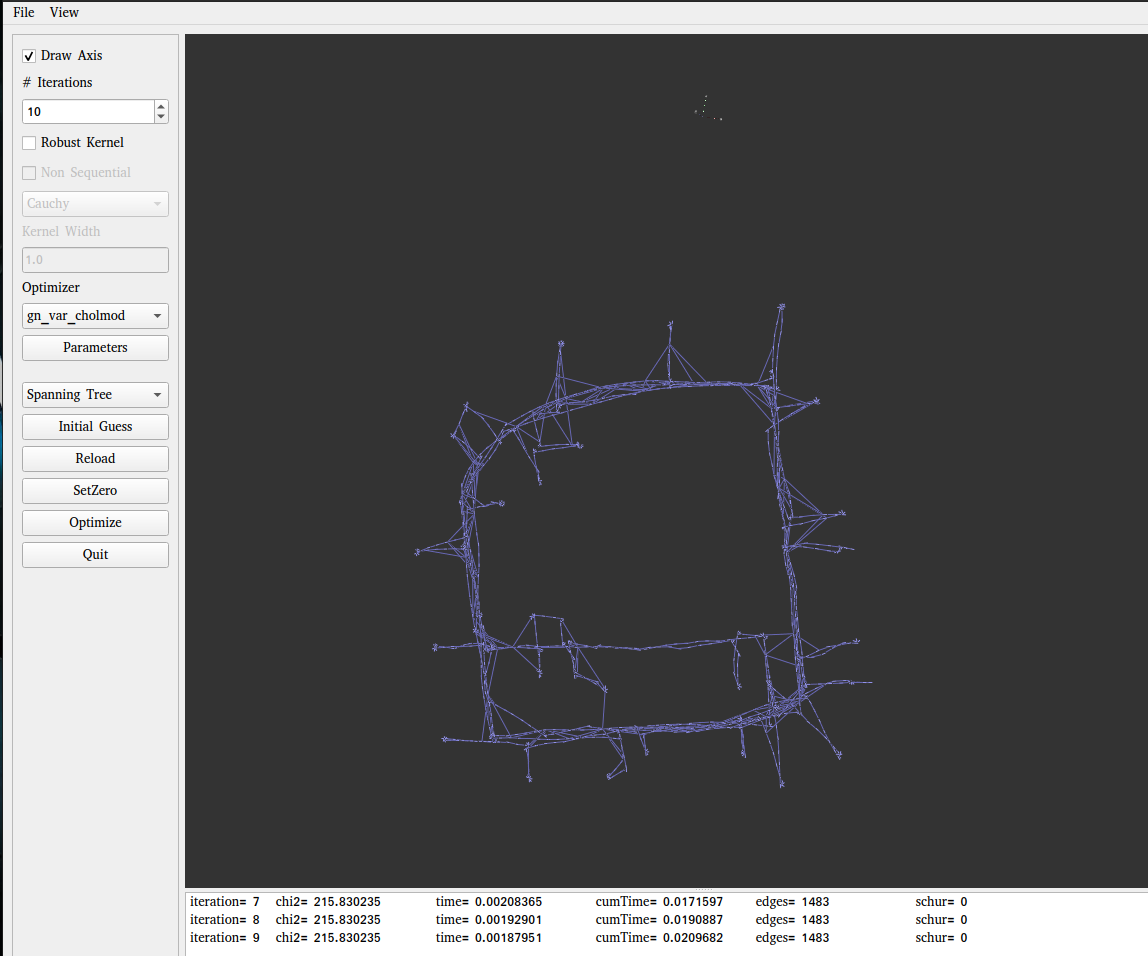 File View
Draw Axis
# Iterations
10
Robust Kernel
Non Sequential
Cauchy
Kernel Width
1.0
Optimizer
gn_var_cholmod
Parameters
Spanning Tree
Initial Guess
Reload
SetZero
Optimize
Quit
iteration= 7 chi2= 215.830235 time= 0.00208365 cumTime= 0.0171597 edges= 1483 schur= 0
iteration= 8 chi2= 215.830235 time= 0.00192901 cumTime= 0.0190887 edges= 1483 schur= 0
iteration= 9 chi2= 215.830235 time= 0.00187951 cumTime= 0.0209682 edges= 1483 schur= 0